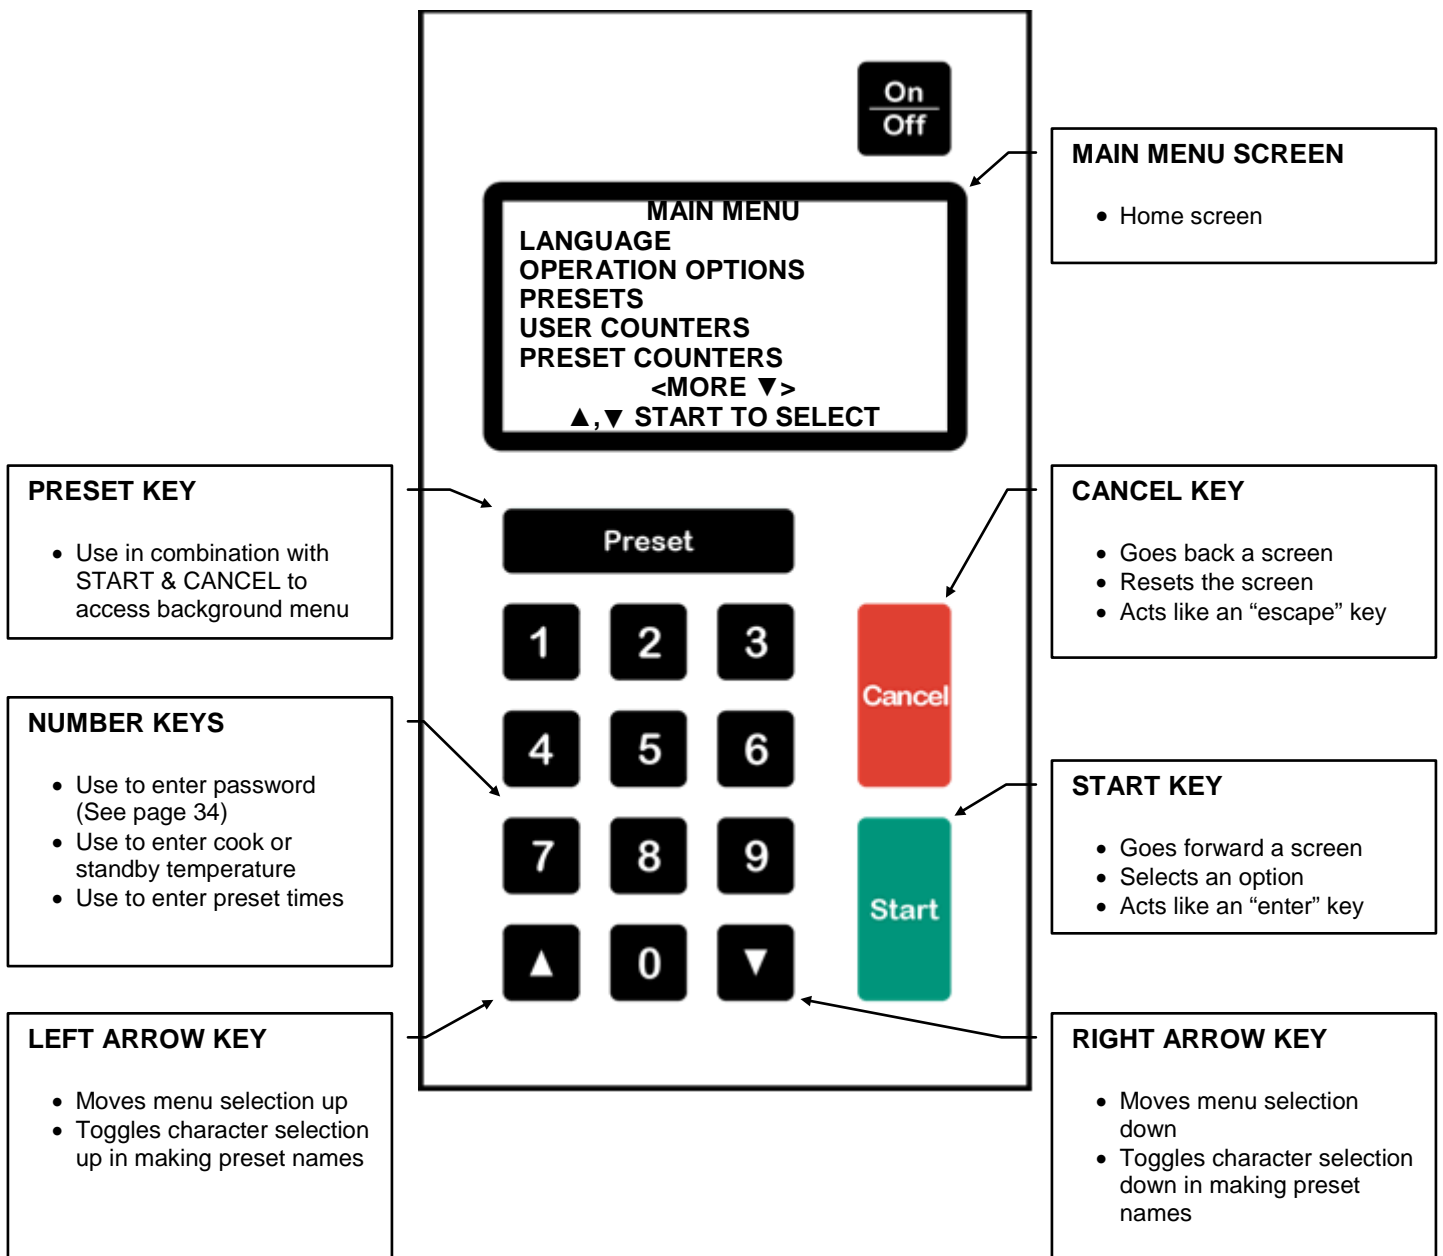 On
Off
MAIN MENU SCREEN
• Home screen
MAIN MENU
LANGUAGE
OPERATION OPTIONS
PRESETS
USER COUNTERS
PRESET COUNTERS
<MORE ▼>
▲,▼ START TO SELECT
PRESET KEY
• Use in combination with
START & CANCEL to
access background menu
Preset
CANCEL KEY
• Goes back a screen
• Resets the screen
• Acts like an “escape” key
1 2 3
Cancel
NUMBER KEYS
• Use to enter password
(See page 34)
• Use to enter cook or
standby temperature
• Use to enter preset times
4 5 6
7 8 9
START KEY
• Goes forward a screen
• Selects an option
• Acts like an “enter” key
Start
▲ 0 ▼
LEFT ARROW KEY
• Moves menu selection up
• Toggles character selection
up in making preset names
RIGHT ARROW KEY
• Moves menu selection
down
• Toggles character selection
down in making preset
names